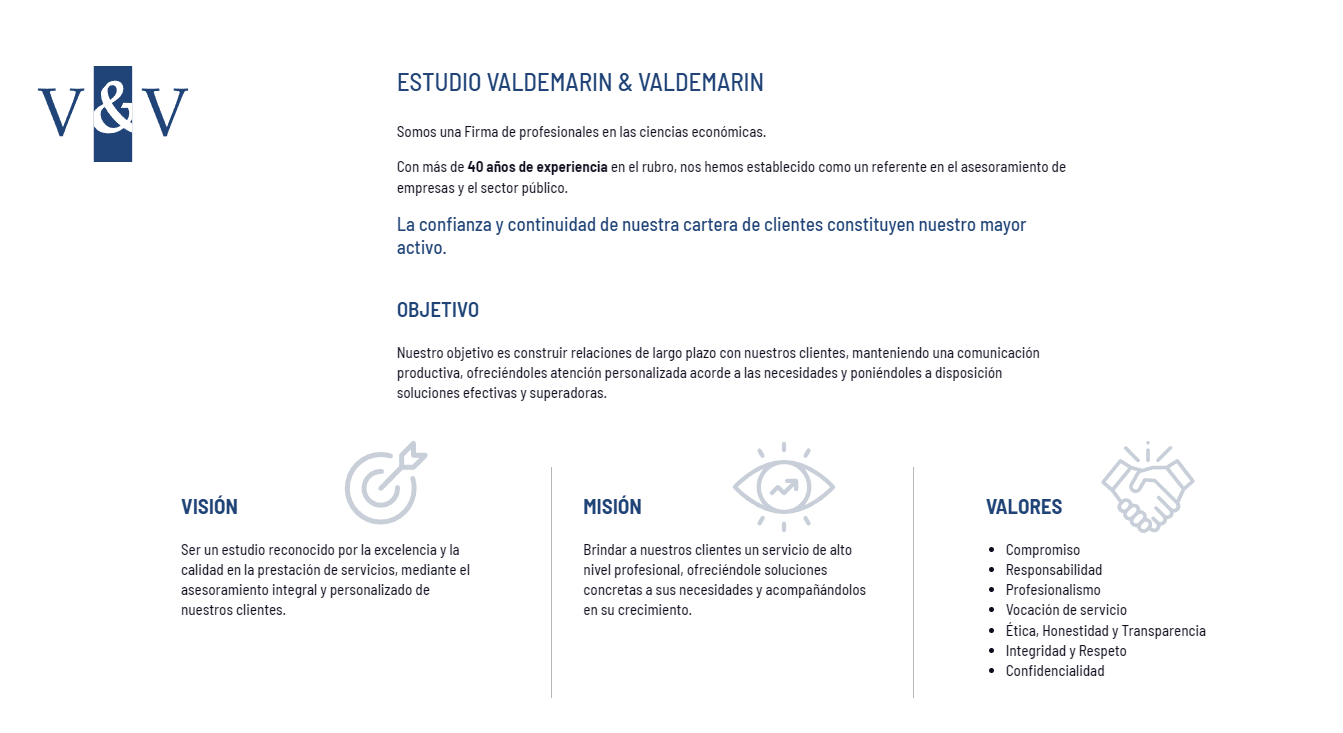 V&V
ESTUDIO VALDEMARIN & VALDEMARIN
Somos una Firma de profesionales en las ciencias económicas.
Con más de 40 años de experiencia en el rubro, nos hemos establecido como un referente en el asesoramiento de
empresas y el sector público.
La confianza y continuidad de nuestra cartera de clientes constituyen nuestro mayor
activo.
OBJETIVO
Nuestro objetivo es construir relaciones de largo plazo con nuestros clientes, manteniendo una comunicación
productiva, ofreciéndoles atención personalizada acorde a las necesidades y poniéndoles a disposición
soluciones efectivas y superadoras.
VISIÓN
Ser un estudio reconocido por la excelencia y la
calidad en la prestación de servicios, mediante el
asesoramiento integral y personalizado de
nuestros clientes.
MISIÓN
Brindar a nuestros clientes un servicio de alto
nivel profesional, ofreciéndole soluciones
concretas a sus necesidades y acompañándolos
en su crecimiento.
VALORES
• Compromiso
• Responsabilidad
• Profesionalismo
• Vocación de servicio
• Ética, Honestidad y Transparencia
• Integridad y Respeto
• Confidencialidad